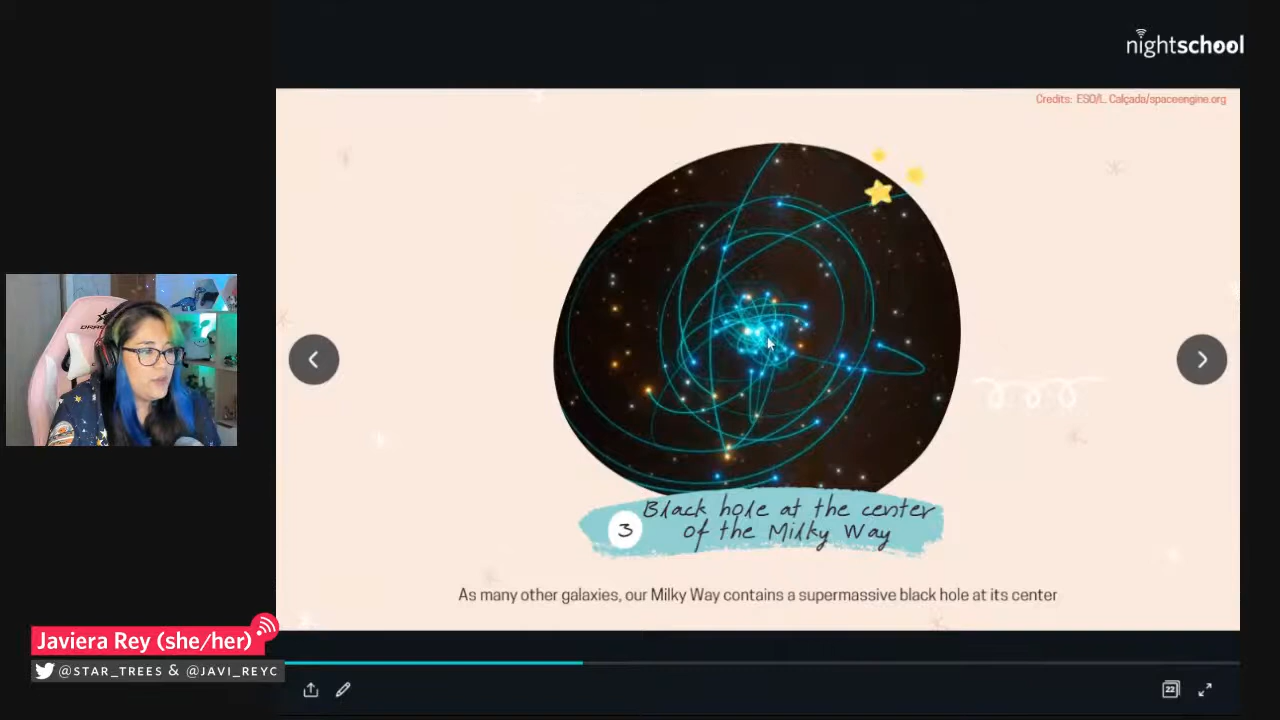 nightschool
Credits: ESO/L. Calçada/spaceengine.org
Black hole at the center
3
of the Milky Way
As many other galaxies, our Milky Way contains a supermassive black hole at its center
Javiera Rey (she/her)
@STAR_TREES & @JAVI_REYC
22